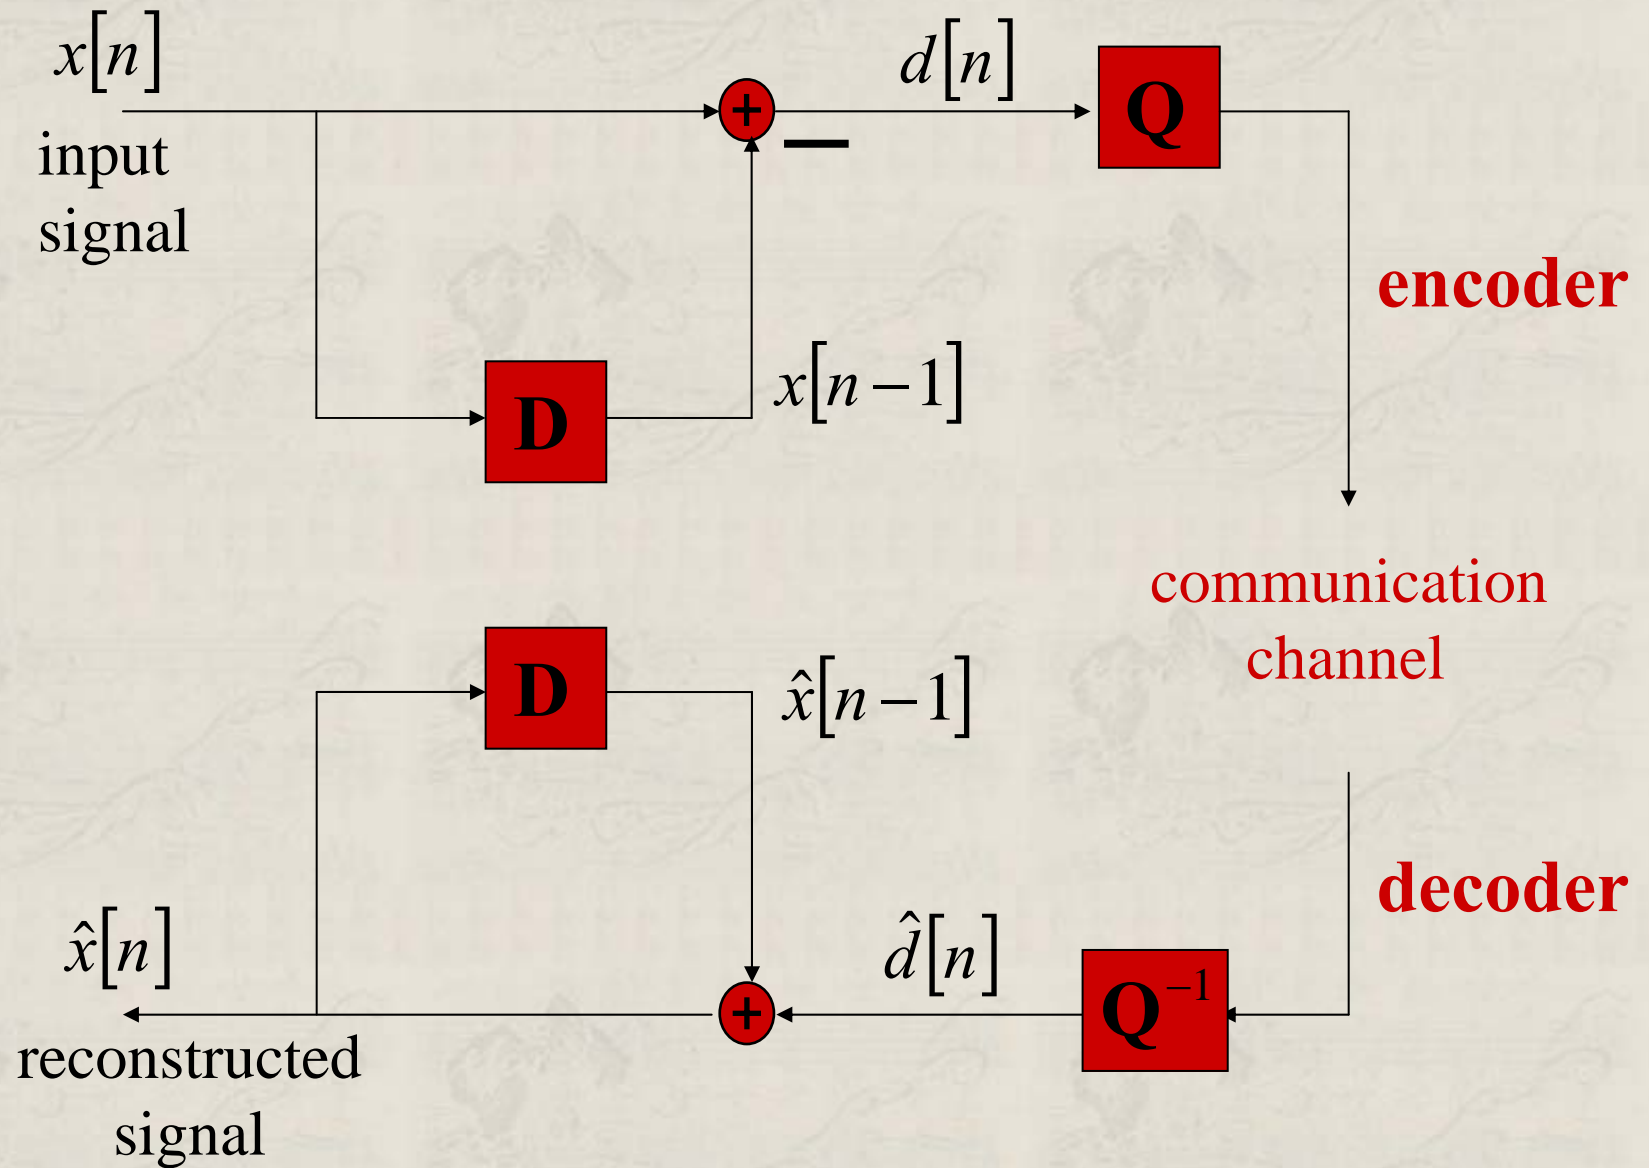 x[n]
d[n]
+
−
Q
input
signal
encoder
x[n−1]
D
communication
channel
D
x̂[n−1]
decoder
x̂[n]
d̂[n]
+
Q⁻¹
reconstructed
signal